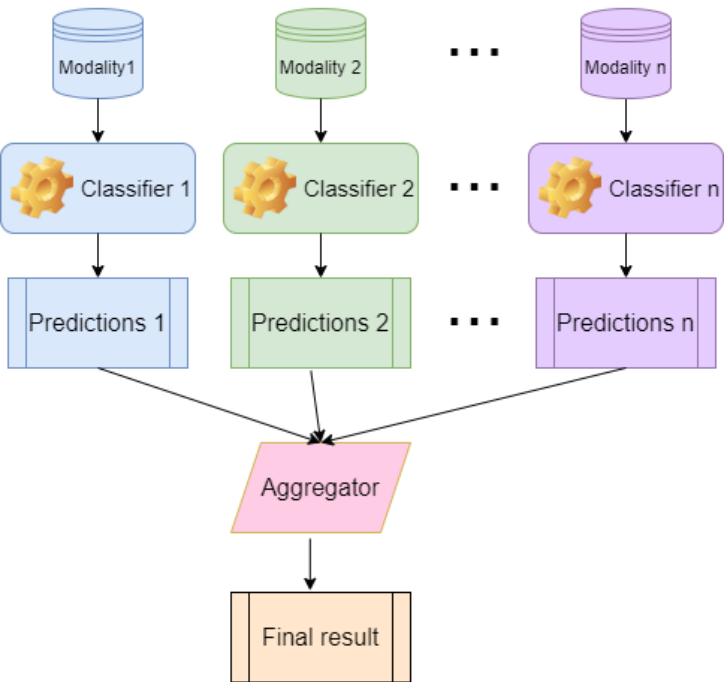 Modality1
Modality 2
...
Modality n
Classifier 1
Classifier 2
...
Classifier n
Predictions 1
Predictions 2
...
Predictions n
Aggregator
Final result